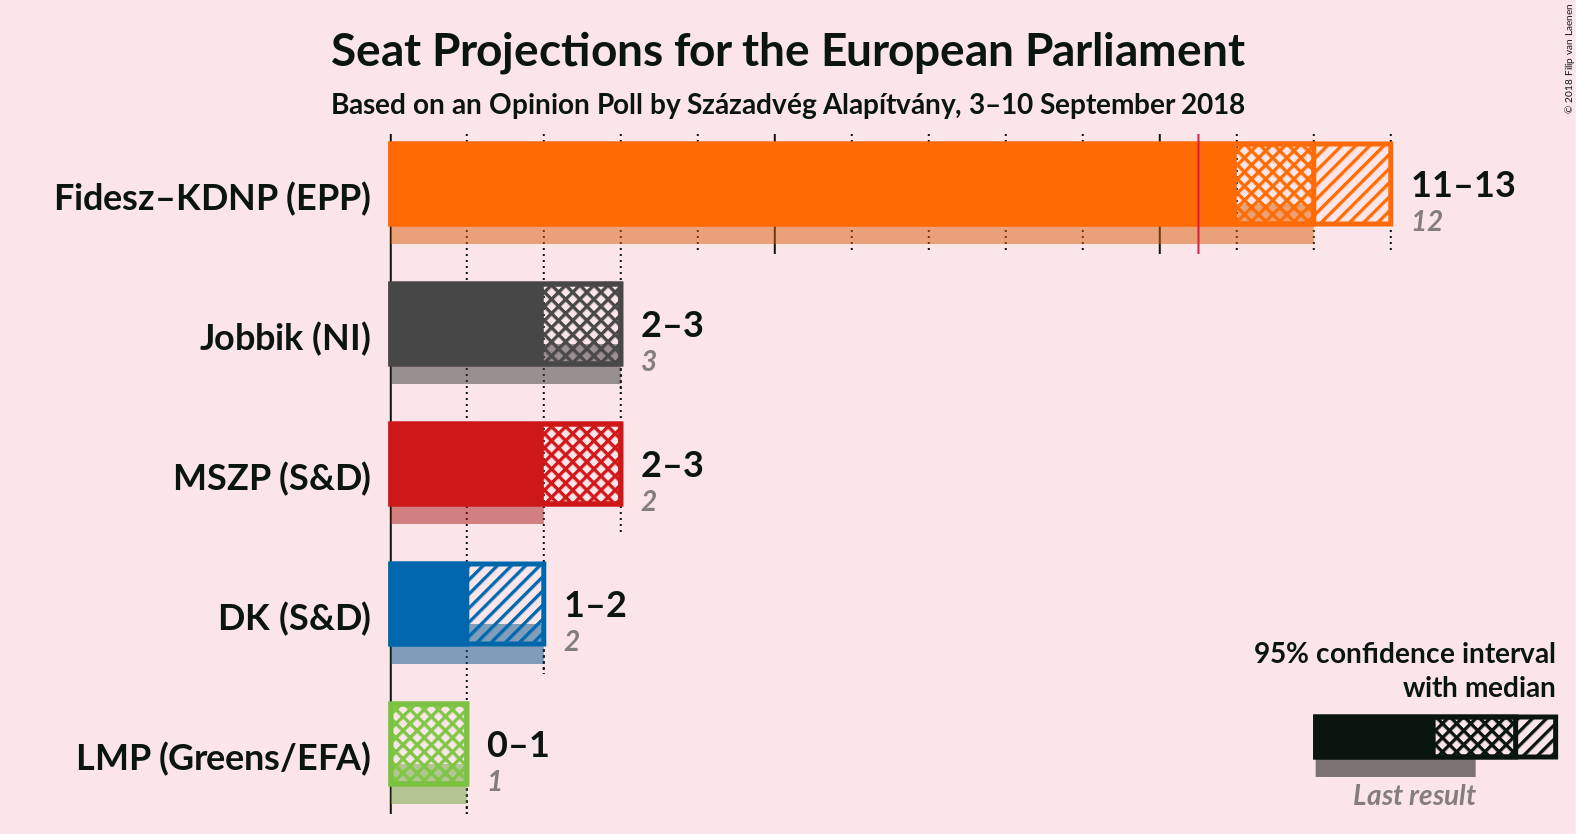 Seat Projections for the European Parliament
Based on an Opinion Poll by Századvég Alapítvány, 3–10 September 2018
© 2018 Filip van Laenen
Fidesz–KDNP (EPP)
11–13
12
Jobbik (NI)
2–3
3
MSZP (S&D)
2–3
2
DK (S&D)
1–2
2
LMP (Greens/EFA)
0–1
1
95% confidence interval
with median
Last result